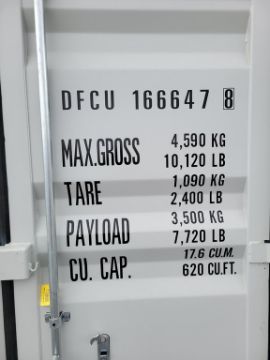 DFCU 166647 8
MAX.GROSS 4,590 KG
10,120 LB
TARE 1,090 KG
2,400 LB
PAYLOAD 3,500 KG
7,720 LB
CU. CAP. 17.6 CU.M.
620 CU.FT.